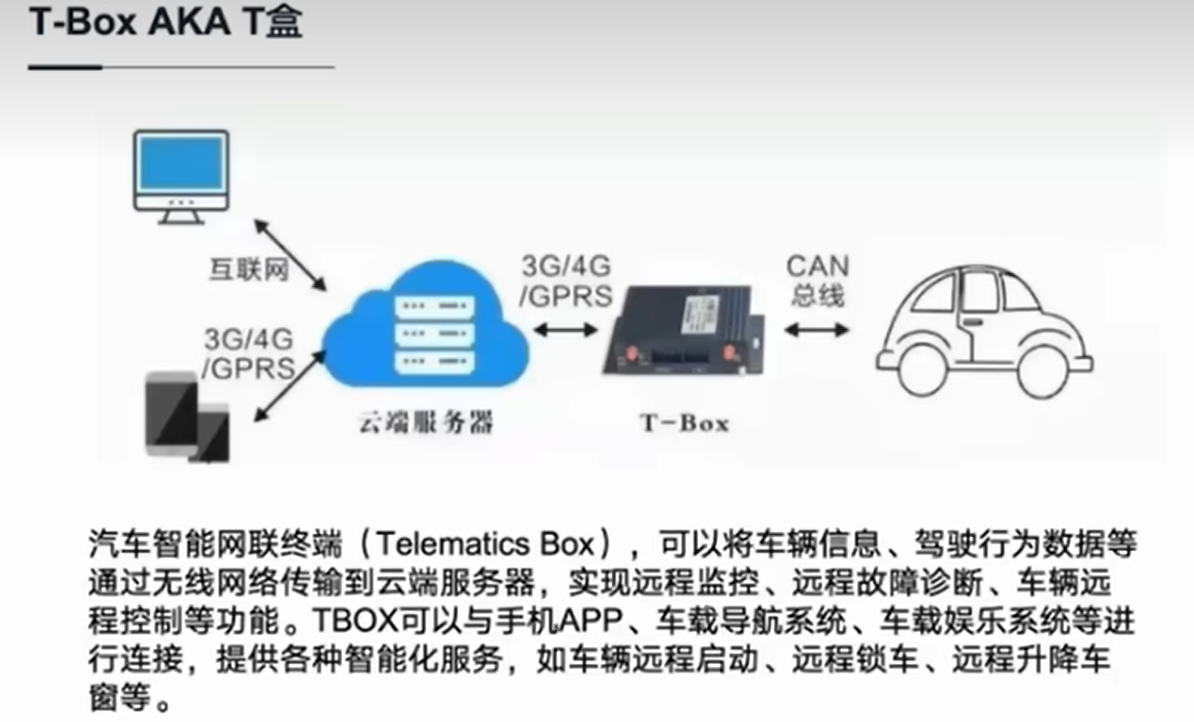 T-Box AKA T盒
互联网
3G/4G
/GPRS
3G/4G
/GPRS
CAN
总线
云端服务器
T-Box
汽车智能网联终端（Telematics Box），可以将车辆信息、驾驶行为数据等
通过无线网络传输到云端服务器，实现远程监控、远程故障诊断、车辆远
程控制等功能。TBOX可以与手机APP、车载导航系统、车载娱乐系统等进
行连接，提供各种智能化服务，如车辆远程启动、远程锁车、远程升降车
窗等。